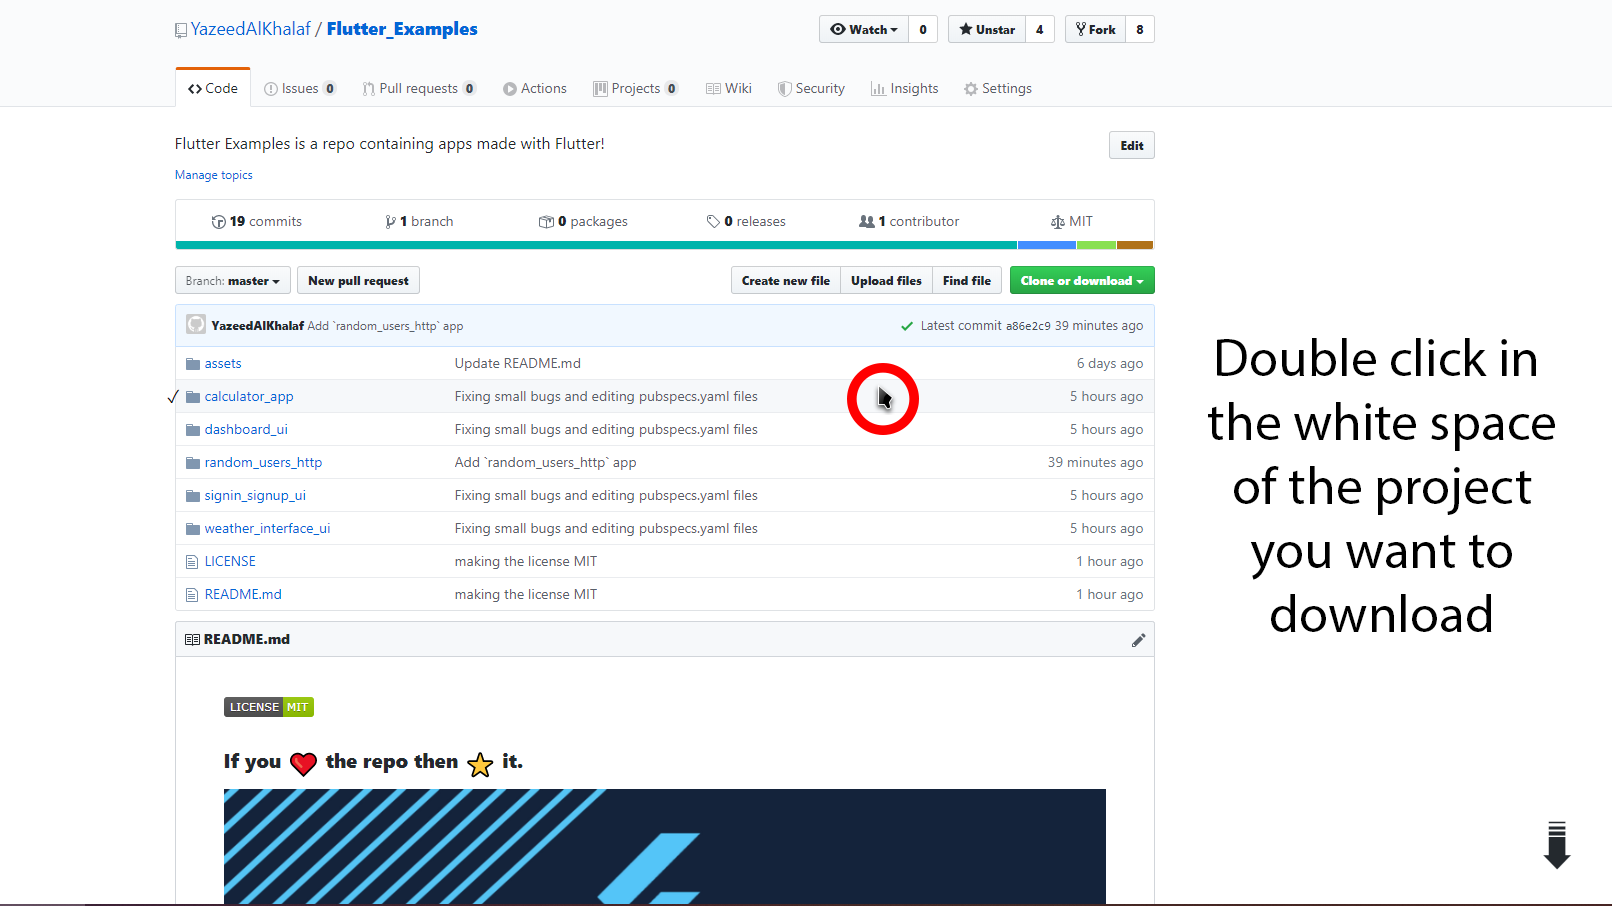 YazeedAlKhalaf / Flutter_Examples
Watch 0 Unstar 4 Fork 8
Code Issues 0 Pull requests 0 Actions Projects 0 Wiki Security Insights Settings
Flutter Examples is a repo containing apps made with Flutter!
Edit
Manage topics
19 commits 1 branch 0 packages 0 releases 1 contributor MIT
Branch: master New pull request Create new file Upload files Find file Clone or download
YazeedAlKhalaf Add `random_users_http` app Latest commit a86e2c9 39 minutes ago
assets Update README.md 6 days ago
calculator_app Fixing small bugs and editing pubspecs.yaml files 5 hours ago
dashboard_ui Fixing small bugs and editing pubspecs.yaml files 5 hours ago
random_users_http Add `random_users_http` app 39 minutes ago
signin_signup_ui Fixing small bugs and editing pubspecs.yaml files 5 hours ago
weather_interface_ui Fixing small bugs and editing pubspecs.yaml files 5 hours ago
LICENSE making the license MIT 1 hour ago
README.md making the license MIT 1 hour ago
README.md
LICENSE MIT
If you ❤️ the repo then ⭐ it.
Double click in
the white space
of the project
you want to
download